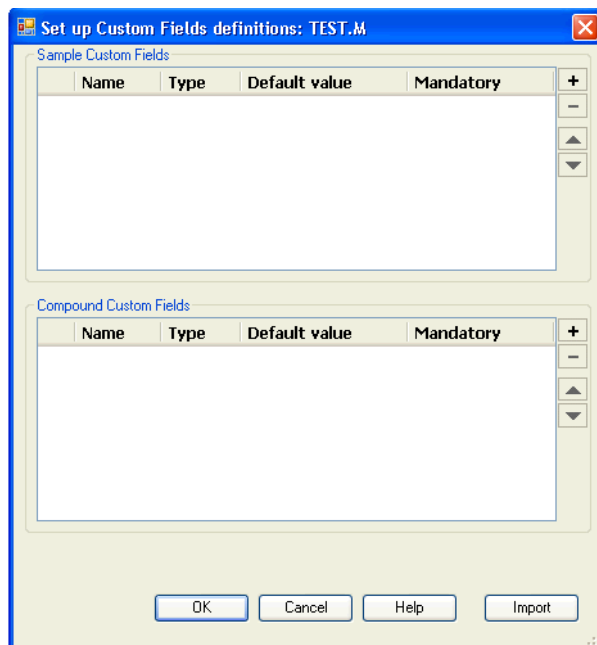 Set up Custom Fields definitions: TEST.M
Sample Custom Fields
Name Type Default value Mandatory
+
−
Compound Custom Fields
Name Type Default value Mandatory
+
−
OK Cancel Help Import